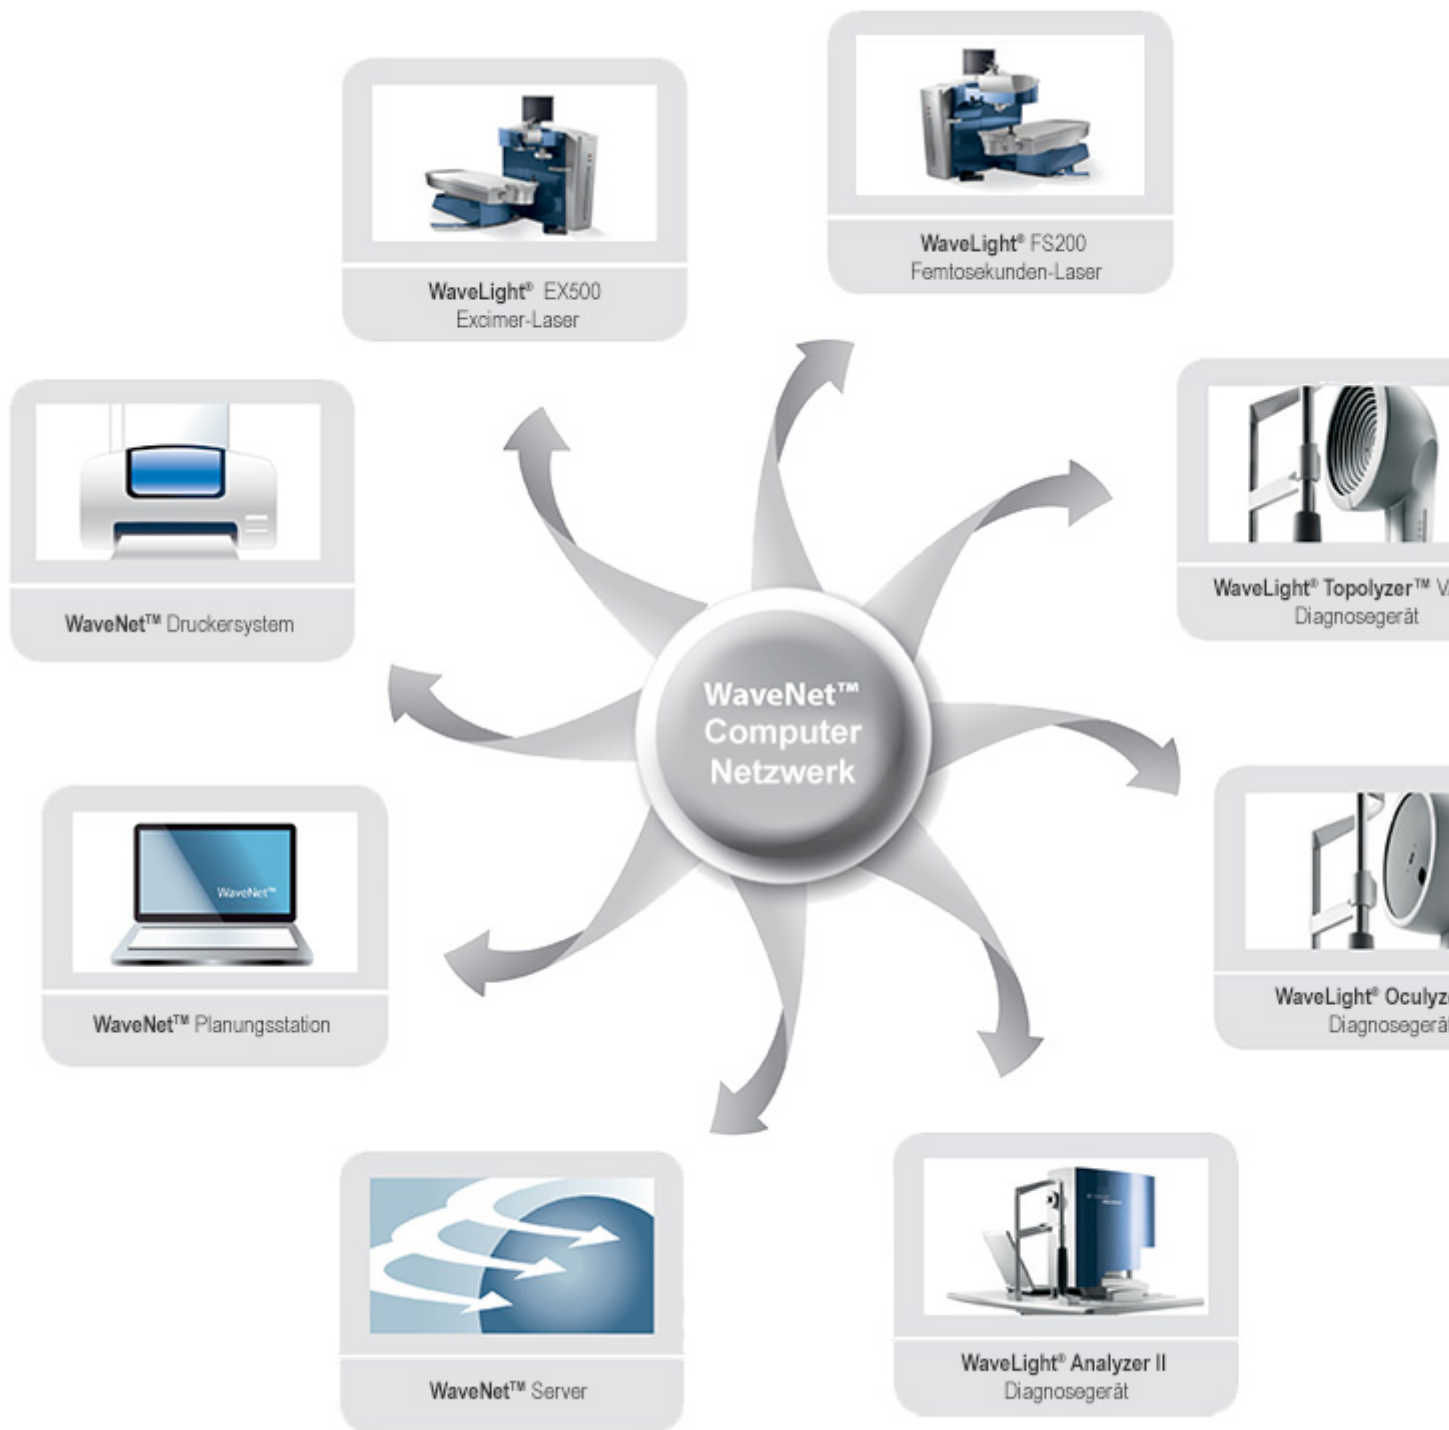 WaveLight® FS200
Femtosekunden-Laser
WaveLight® EX500
Excimer-Laser
WaveLight® Topolyzer™
Diagnosegerät
WaveNet™ Druckersystem
WaveNet™
Computer
Netzwerk
WaveNet™
WaveLight®
WaveNet™ Planungsstation
WaveLight® Analyzer II
Diagnosegerät
WaveNet™ Server